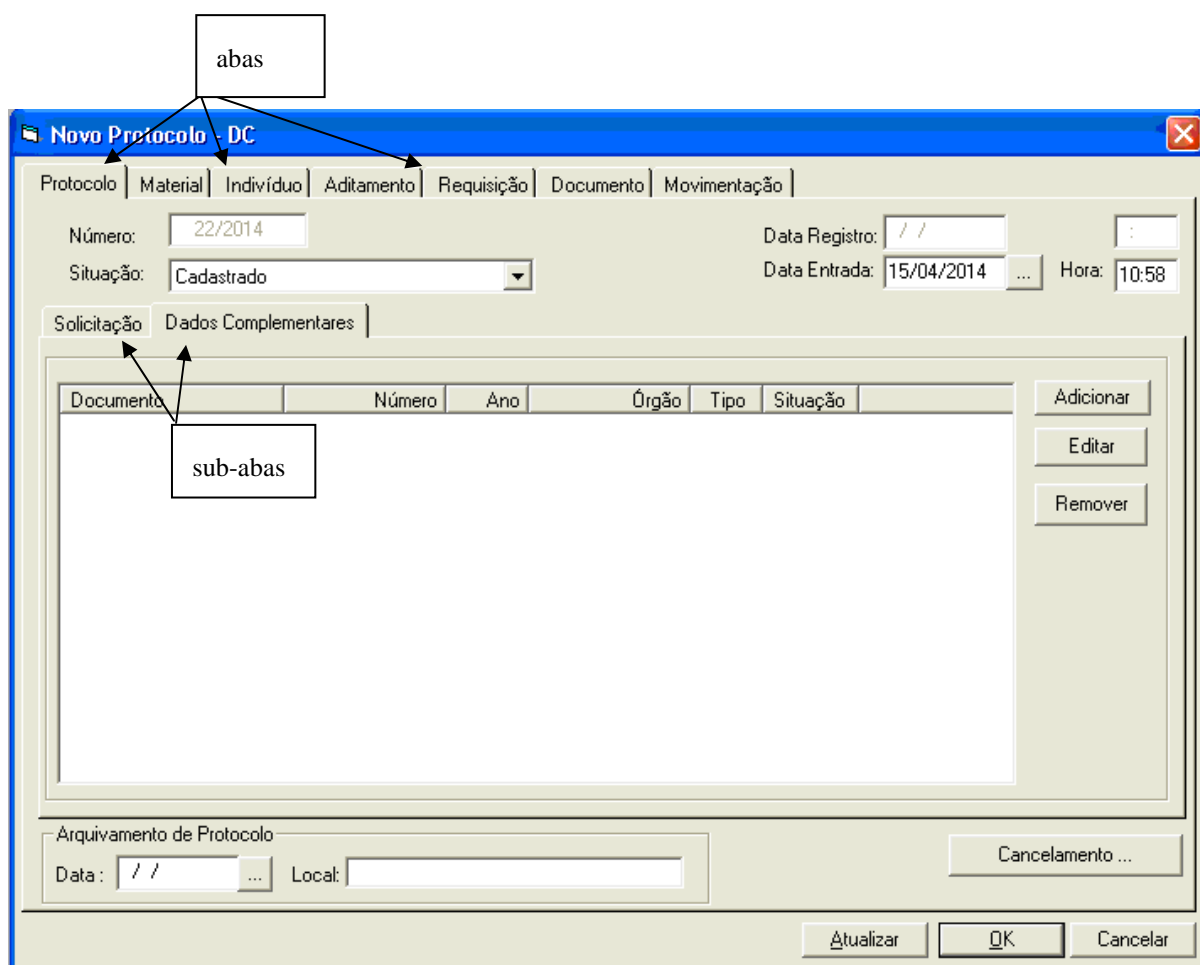 abas
Novo Protocolo - DC
Protocolo Material Indivíduo Aditamento Requisição Documento Movimentação
Número: 22/2014 Data Registro: / / :
Situação: Cadastrado Data Entrada: 15/04/2014 ... Hora: 10:58
Solicitação Dados Complementares
Documento Número Ano Órgão Tipo Situação
Adicionar
Editar
sub-abas
Remover
Arquivamento de Protocolo
Data : / / ... Local:
Cancelamento ...
Atualizar OK Cancelar